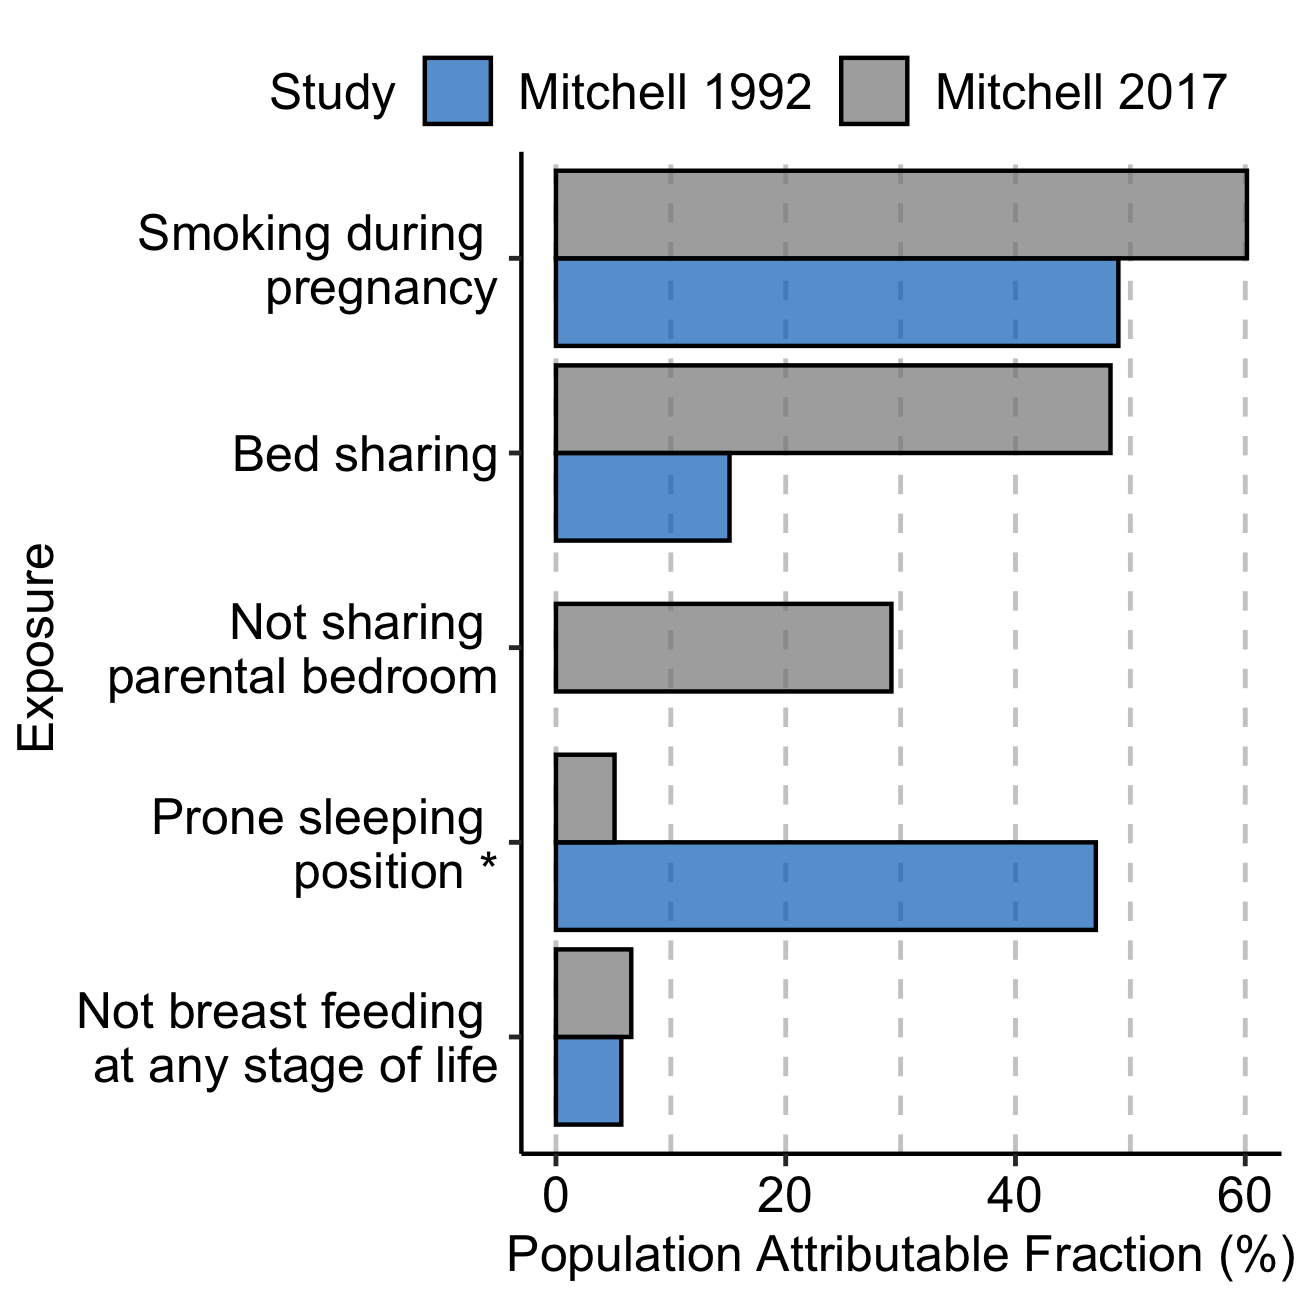 Study Mitchell 1992 Mitchell 2017
Smoking during
pregnancy
Bed sharing
Not sharing
parental bedroom
Prone sleeping
position *
Not breast feeding
at any stage of life
Exposure
0 20 40 60
Population Attributable Fraction (%)